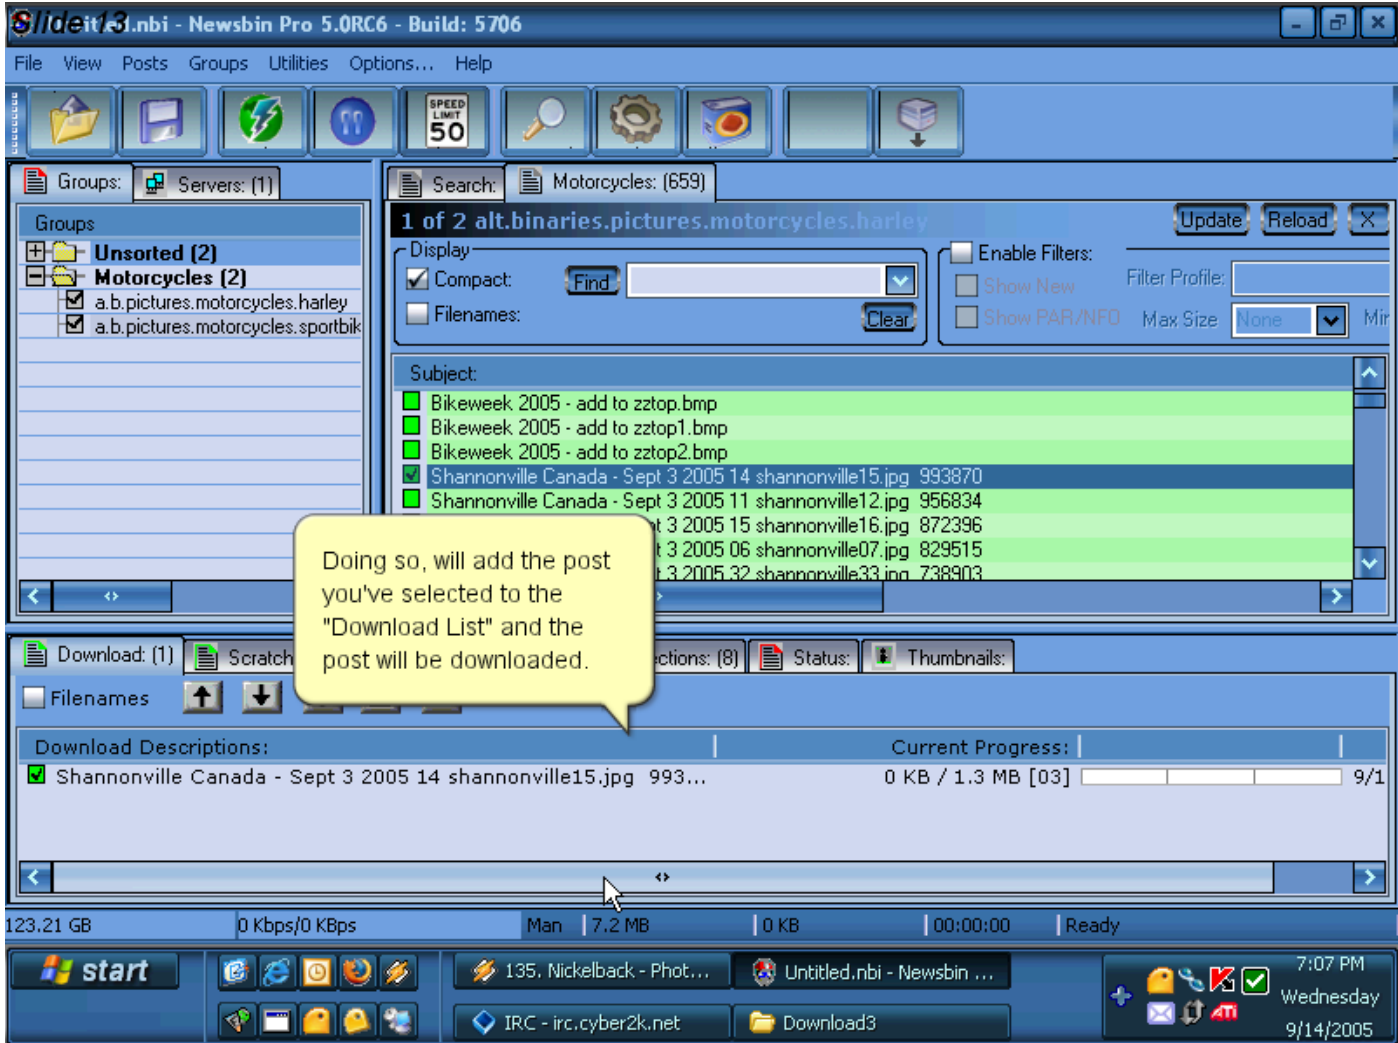 Slide 13
Untitled.nbi - Newsbin Pro 5.0RC6 - Build: 5706
File View Posts Groups Utilities Options... Help
SPEED
LIMIT
50
Groups: Servers: (1)
Search: Motorcycles: (659)
Groups
Unsorted (2)
Motorcycles (2)
a.b.pictures.motorcycles.harley
a.b.pictures.motorcycles.sportbik
1 of 2 alt.binaries.pictures.motorcycles.harley
Update Reload X
Display
Compact: Find
Filenames: Clear
Enable Filters:
Show New Filter Profile:
Show PAR/NFO Max Size None Mir
Subject:
Bikeweek 2005 - add to zztop.bmp
Bikeweek 2005 - add to zztop1.bmp
Bikeweek 2005 - add to zztop2.bmp
Shannonville Canada - Sept 3 2005 14 shannonville15.jpg 993870
Shannonville Canada - Sept 3 2005 11 shannonville12.jpg 956834
t 3 2005 15 shannonville16.jpg 872396
t 3 2005 06 shannonville07.jpg 829515
t 3 2005 32 shannonville33.jpg 738903
Doing so, will add the post
you've selected to the
"Download List" and the
post will be downloaded.
Download: (1) Scratch ections: (8) Status: Thumbnails:
Filenames
Download Descriptions: Current Progress:
Shannonville Canada - Sept 3 2005 14 shannonville15.jpg 993... 0 KB / 1.3 MB [03] 9/1
123.21 GB 0 Kbps/0 KBps Man 7.2 MB 0 KB 00:00:00 Ready
start
135. Nickelback - Phot...
Untitled.nbi - Newsbin ...
IRC - irc.cyber2k.net
Download3
ATI
7:07 PM
Wednesday
9/14/2005